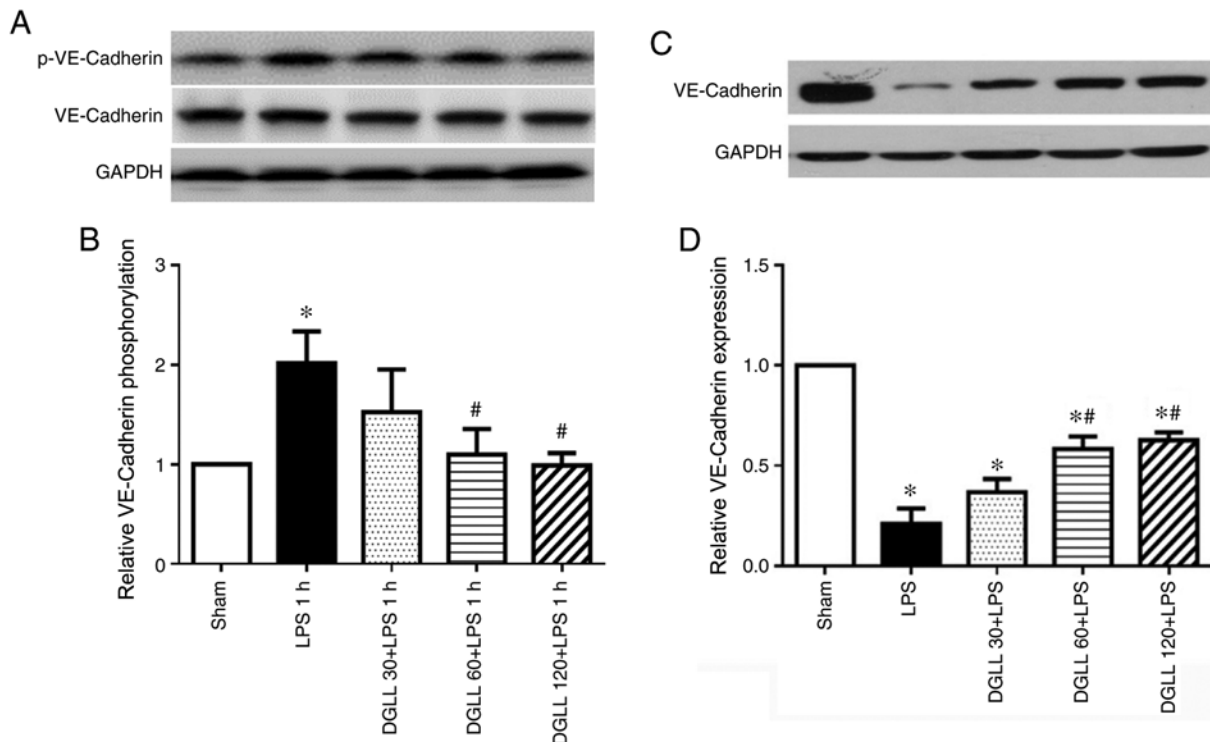 A
p-VE-Cadherin
VE-Cadherin
GAPDH
B
Relative VE-Cadherin phosphorylation
3
2
1
0
*
#
#
Sham
LPS 1 h
DGLL 30+LPS 1 h
DGLL 60+LPS 1 h
DGLL 120+LPS 1 h
C
VE-Cadherin
GAPDH
D
Relative VE-Cadherin expressioin
1.5
1.0
0.5
0.0
*
*
*#
*#
Sham
LPS
DGLL 30+LPS
DGLL 60+LPS
DGLL 120+LPS